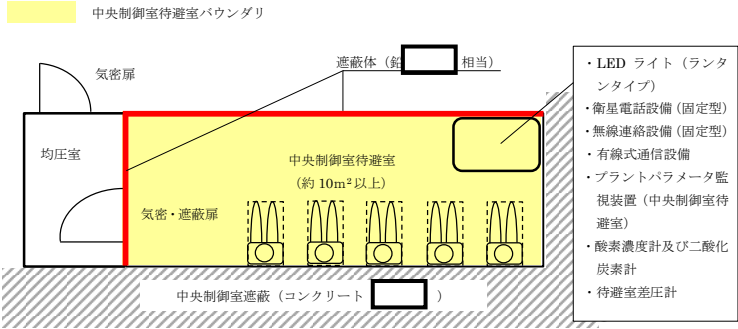 中央制御室待避室バウンダリ
遮蔽体（鉛 相当）
気密扉
均圧室
中央制御室待避室
（約 10m²以上）
気密・遮蔽扉
中央制御室遮蔽（コンクリート ）
・LED ライト（ランタ
ンタイプ）
・衛星電話設備（固定型）
・無線連絡設備（固定型）
・有線式通信設備
・プラントパラメータ監
視装置（中央制御室待
避室）
・酸素濃度計及び二酸化
炭素計
・待避室差圧計